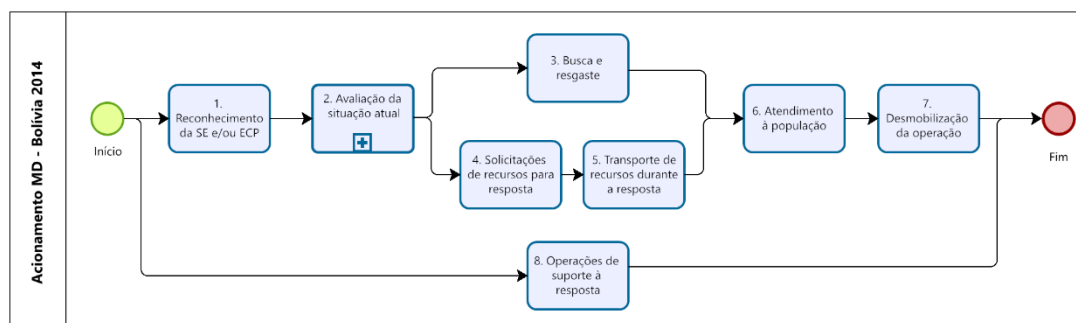 Acionamento MD - Bolívia 2014
Início
1.
Reconhecimento
da SE e/ou ECP
2. Avaliação da
situação atual
3. Busca e
resgaste
4. Solicitações
de recursos para
resposta
5. Transporte de
recursos durante
a resposta
6. Atendimento
à população
7.
Desmobilização
da operação
8. Operações de
suporte à
resposta
Fim